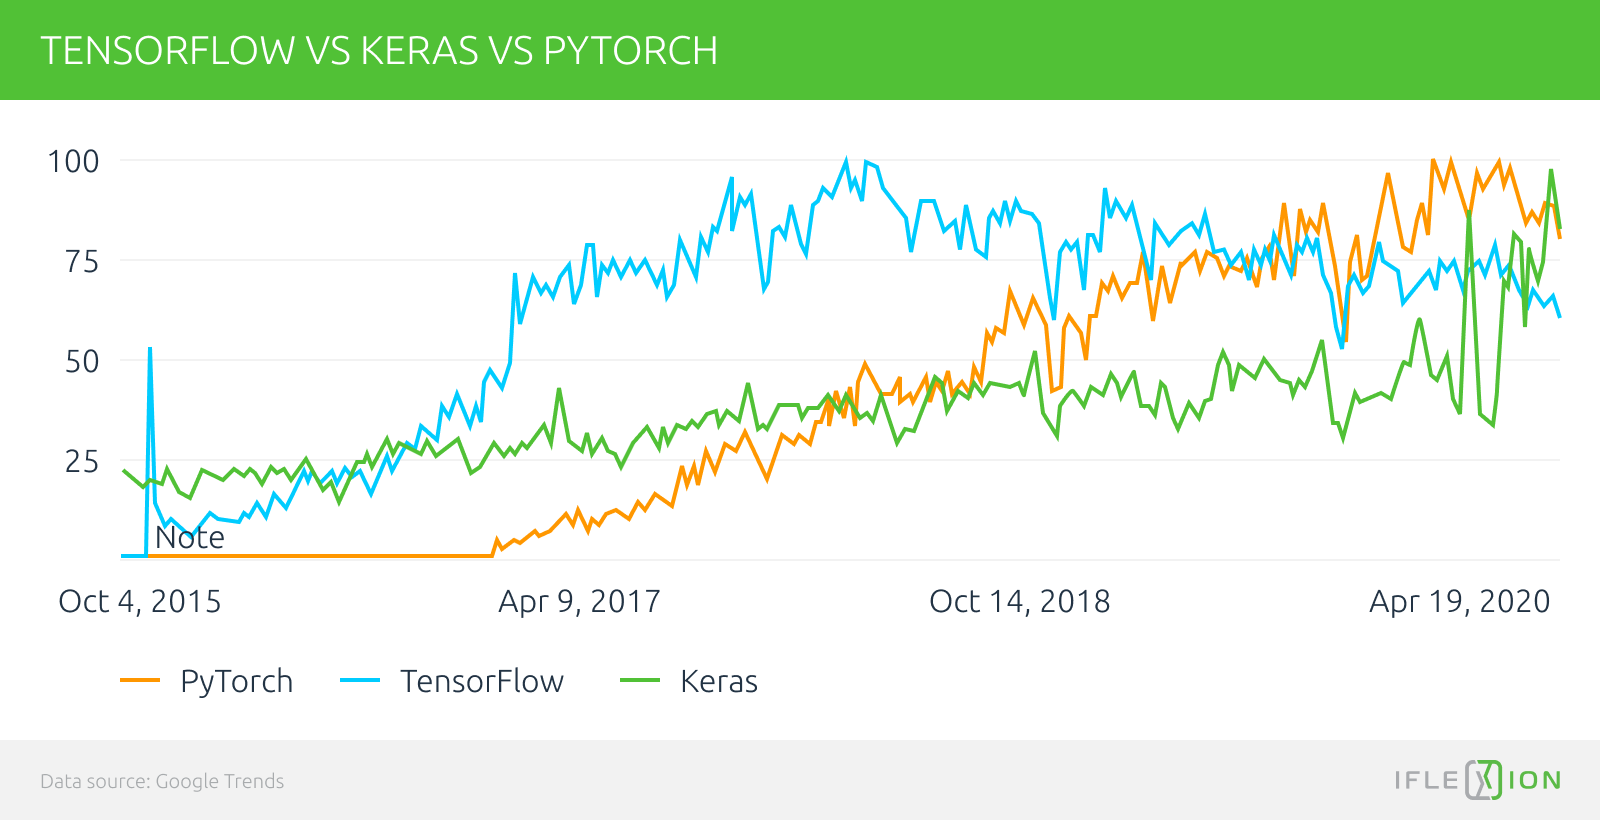 TENSORFLOW VS KERAS VS PYTORCH
100
75
50
25
Note
Oct 4, 2015 Apr 9, 2017 Oct 14, 2018 Apr 19, 2020
PyTorch TensorFlow Keras
Data source: Google Trends
IFLEXION